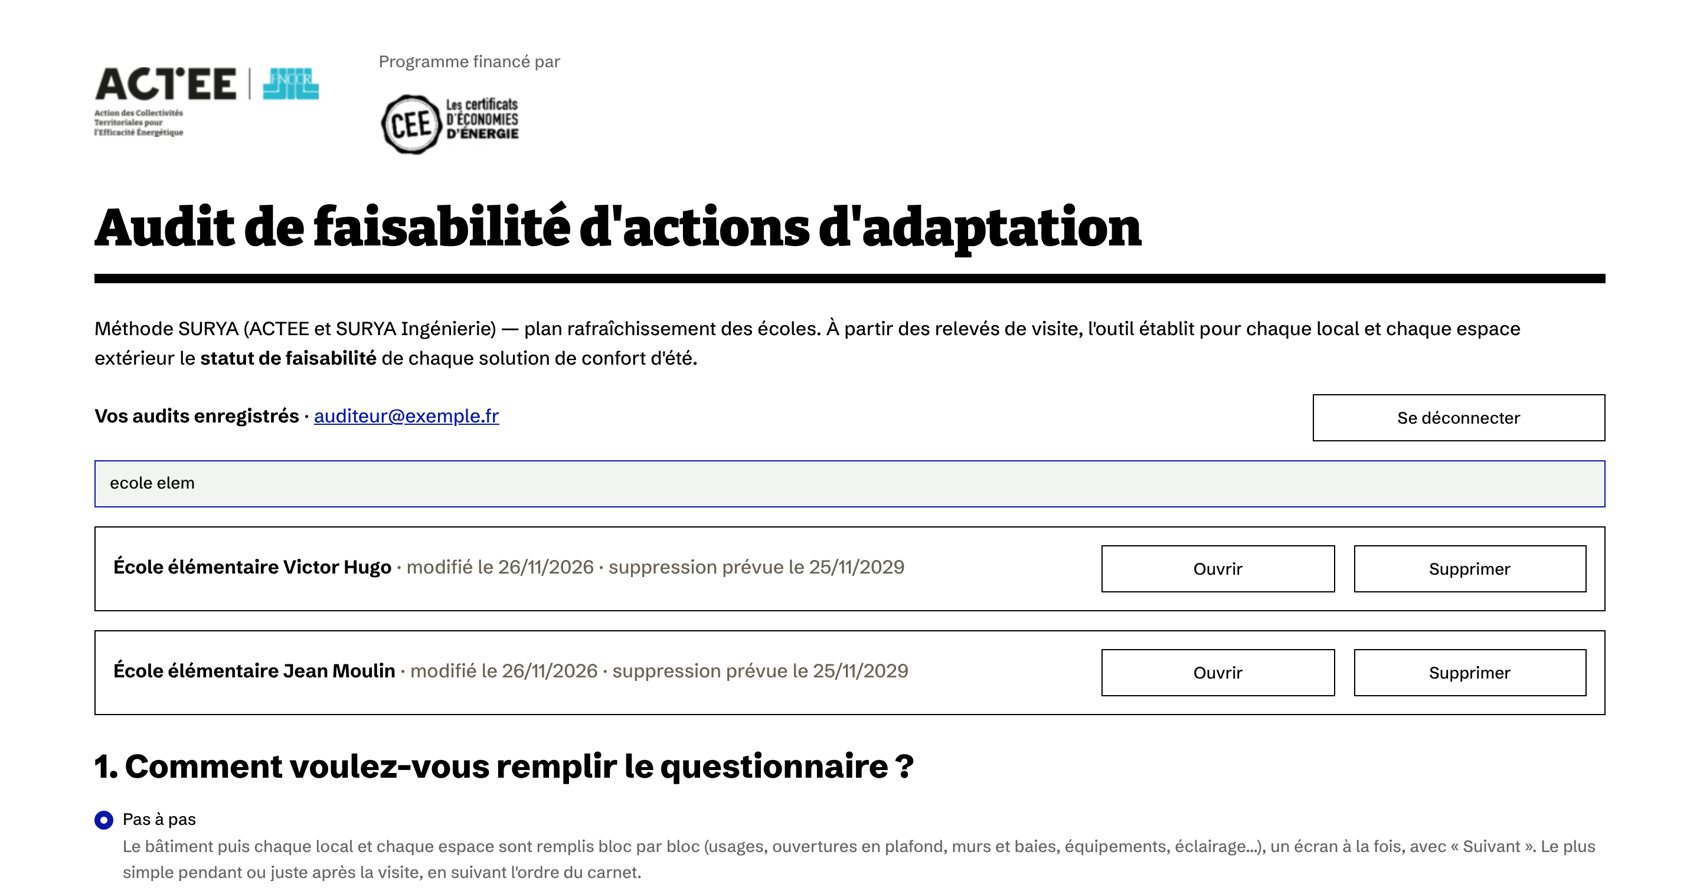 ACTEE
FNCCR
Action des Collectivités
Territoriales pour
l'Efficacité Énergétique
Programme financé par
CEE
Les certificats
D'ÉCONOMIES
D'ÉNERGIE
Audit de faisabilité d'actions d'adaptation
Méthode SURYA (ACTEE et SURYA Ingénierie) — plan rafraîchissement des écoles. À partir des relevés de visite, l'outil établit pour chaque local et chaque espace
extérieur le statut de faisabilité de chaque solution de confort d'été.
Vos audits enregistrés · auditeur@exemple.fr
Se déconnecter
ecole elem
École élémentaire Victor Hugo · modifié le 26/11/2026 · suppression prévue le 25/11/2029
Ouvrir
Supprimer
École élémentaire Jean Moulin · modifié le 26/11/2026 · suppression prévue le 25/11/2029
Ouvrir
Supprimer
1. Comment voulez-vous remplir le questionnaire ?
Pas à pas
Le bâtiment puis chaque local et chaque espace sont remplis bloc par bloc (usages, ouvertures en plafond, murs et baies, équipements, éclairage…), un écran à la fois, avec « Suivant ». Le plus
simple pendant ou juste après la visite, en suivant l'ordre du carnet.